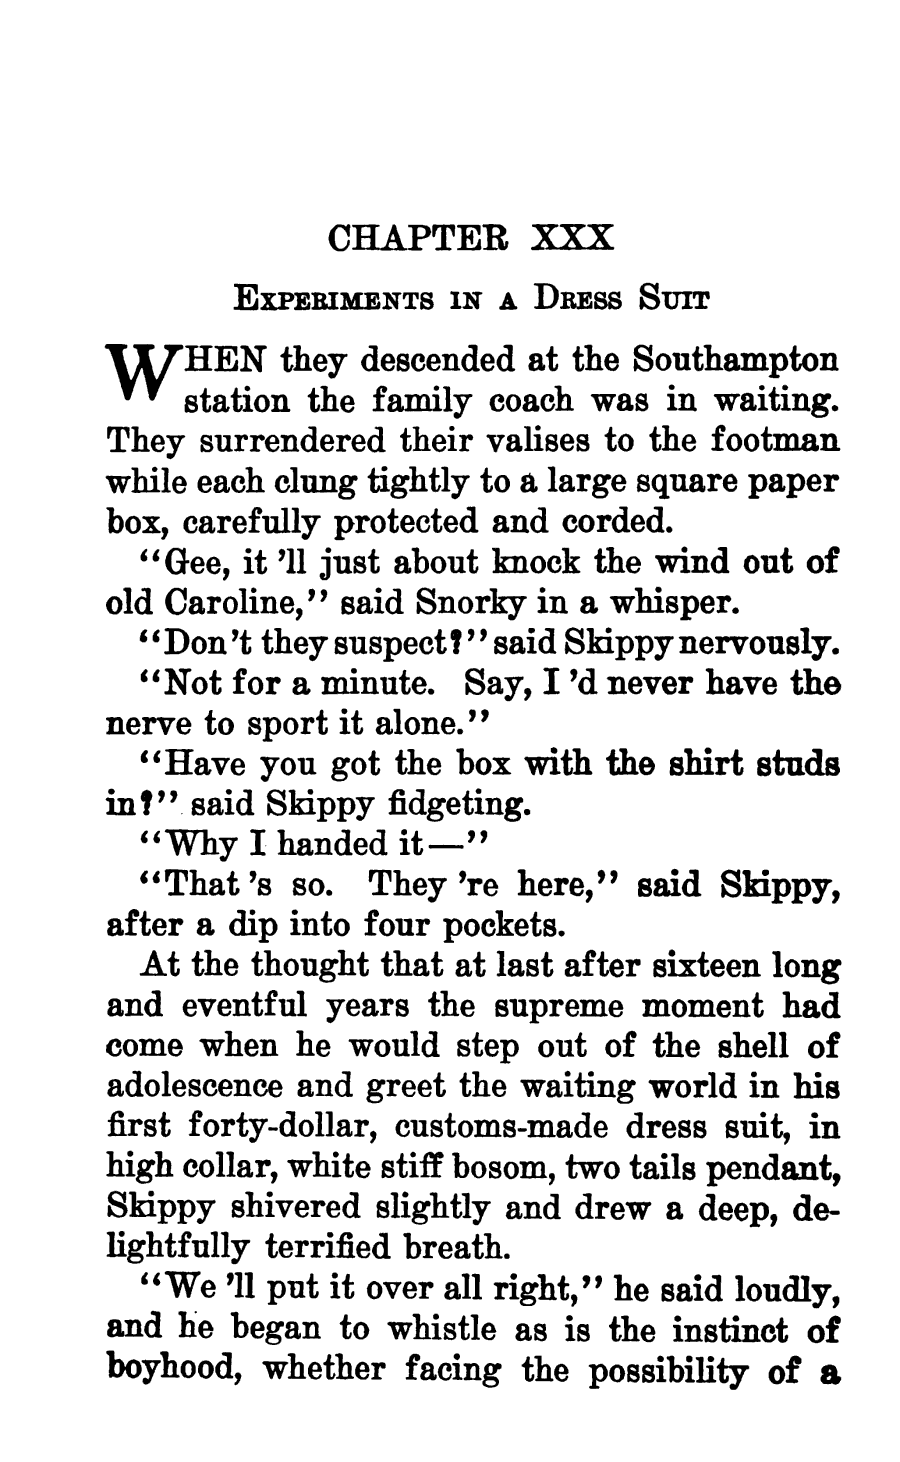 CHAPTER XXX
Experiments in a Dress Suit
WHEN they descended at the Southampton
station the family coach was in waiting.
They surrendered their valises to the footman
while each clung tightly to a large square paper
box, carefully protected and corded.
"Gee, it 'll just about knock the wind out of
old Caroline," said Snorky in a whisper.
"Don't they suspect?" said Skippy nervously.
"Not for a minute. Say, I 'd never have the
nerve to sport it alone."
"Have you got the box with the shirt studs
in?" said Skippy fidgeting.
"Why I handed it—"
"That 's so. They 're here," said Skippy,
after a dip into four pockets.
At the thought that at last after sixteen long
and eventful years the supreme moment had
come when he would step out of the shell of
adolescence and greet the waiting world in his
first forty-dollar, customs-made dress suit, in
high collar, white stiff bosom, two tails pendant,
Skippy shivered slightly and drew a deep, de-
lightfully terrified breath.
"We 'll put it over all right," he said loudly,
and he began to whistle as is the instinct of
boyhood, whether facing the possibility of a